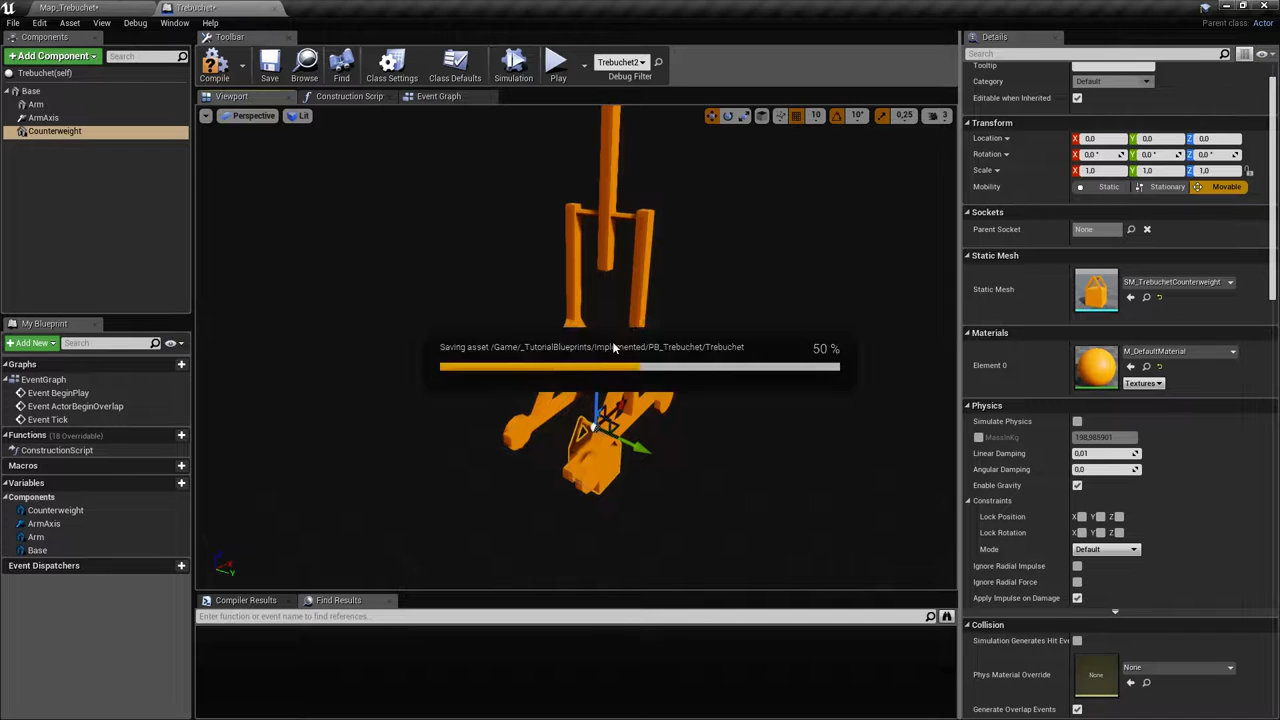 Map_Trebuchet*
Trebuchet*
File Edit Asset View Debug Window Help
Parent class: Actor
Components
Add Component
Search
Trebuchet(self)
Base
Arm
ArmAxis
Counterweight
My Blueprint
Add New
Search
Graphs
EventGraph
Event BeginPlay
Event ActorBeginOverlap
Event Tick
Functions (18 Overridable)
ConstructionScript
Macros
Variables
Components
Counterweight
ArmAxis
Arm
Base
Event Dispatchers
Toolbar
Compile
Save
Browse
Find
Class Settings
Class Defaults
Simulation
Play
Trebuchet2
Debug Filter
Viewport
Construction Scrip
Event Graph
Perspective
Lit
10
10°
0,25
3
Saving asset /Game/_TutorialBlueprints/Implemented/PB_Trebuchet/Trebuchet
50 %
X
Y
Compiler Results
Find Results
Enter function or event name to find references...
Details
Search
Tooltip
Category Default
Editable when Inherited
Transform
Location X 0,0 Y 0,0 Z 0,0
Rotation X 0,0 ° Y 0,0 ° Z 0,0 °
Scale X 1,0 Y 1,0 Z 1,0
Mobility Static Stationary Movable
Sockets
Parent Socket None
Static Mesh
Static Mesh SM_TrebuchetCounterweight
Materials
Element 0 M_DefaultMaterial
Textures
Physics
Simulate Physics
MassInKg 198,985901
Linear Damping 0,01
Angular Damping 0,0
Enable Gravity
Constraints
Lock Position X Y Z
Lock Rotation X Y Z
Mode Default
Ignore Radial Impulse
Ignore Radial Force
Apply Impulse on Damage
Collision
Simulation Generates Hit Eve
Phys Material Override None None
Generate Overlap Events